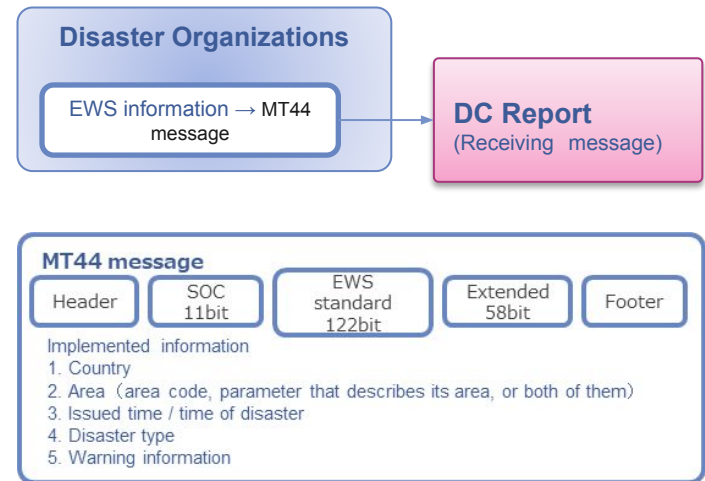 Disaster Organizations
EWS information → MT44
message
DC Report
(Receiving message)
MT44 message
Header
SOC
11bit
EWS
standard
122bit
Extended
58bit
Footer
Implemented information
1. Country
2. Area（area code, parameter that describes its area, or both of them）
3. Issued time / time of disaster
4. Disaster type
5. Warning information